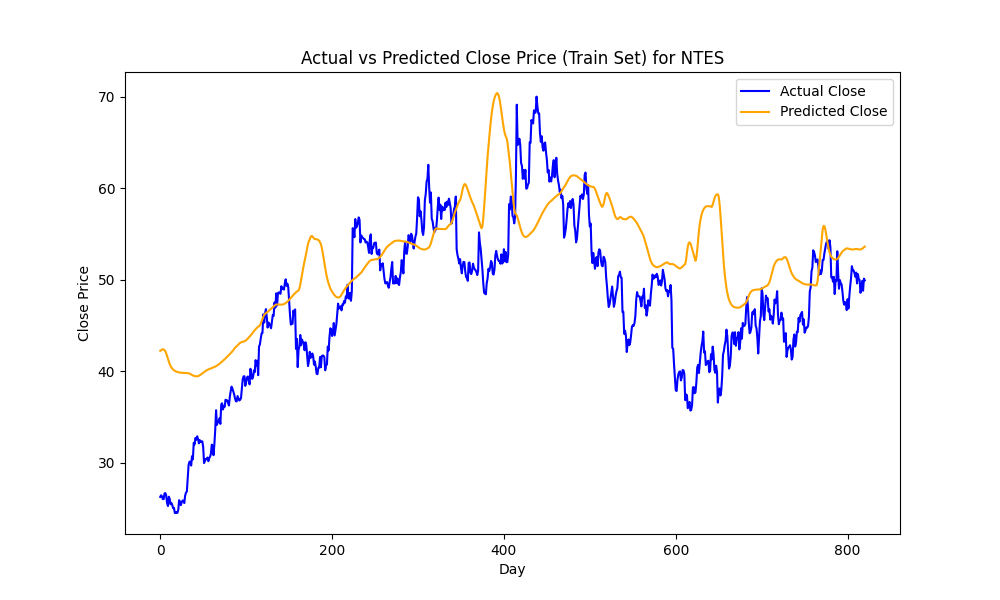 Actual vs Predicted Close Price (Train Set) for NTES
Actual Close
Predicted Close
Close Price
70
60
50
40
30
0 200 400 600 800
Day